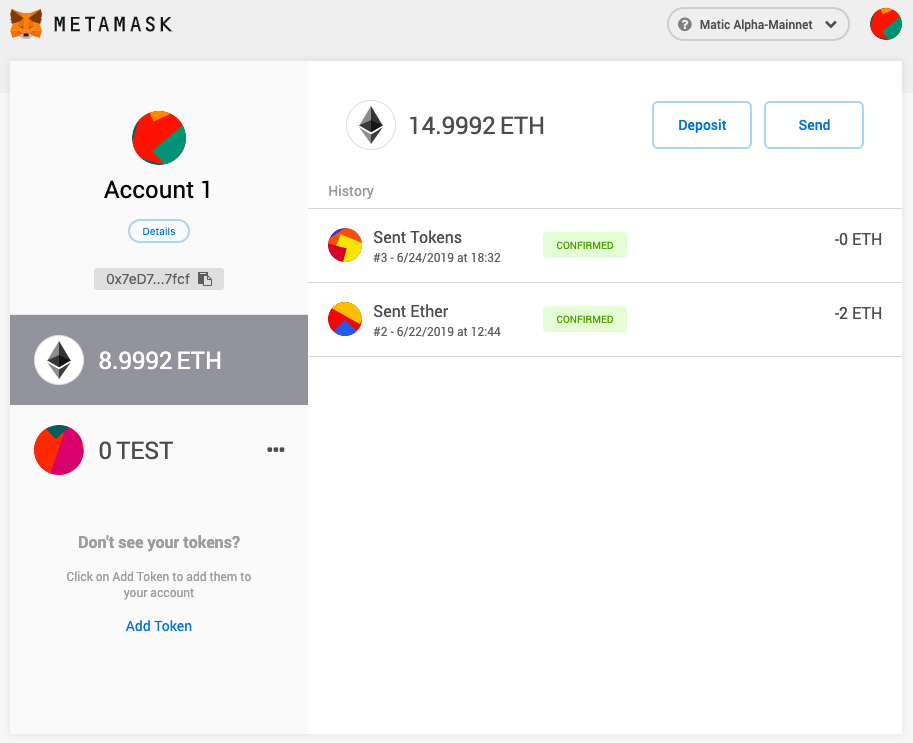 METAMASK
Matic Alpha-Mainnet
Account 1
Details
0x7eD7...7fcf
8.9992 ETH
0 TEST
Don't see your tokens?
Click on Add Token to add them to
your account
Add Token
14.9992 ETH
Deposit
Send
History
Sent Tokens
#3 - 6/24/2019 at 18:32
CONFIRMED
-0 ETH
Sent Ether
#2 - 6/22/2019 at 12:44
CONFIRMED
-2 ETH